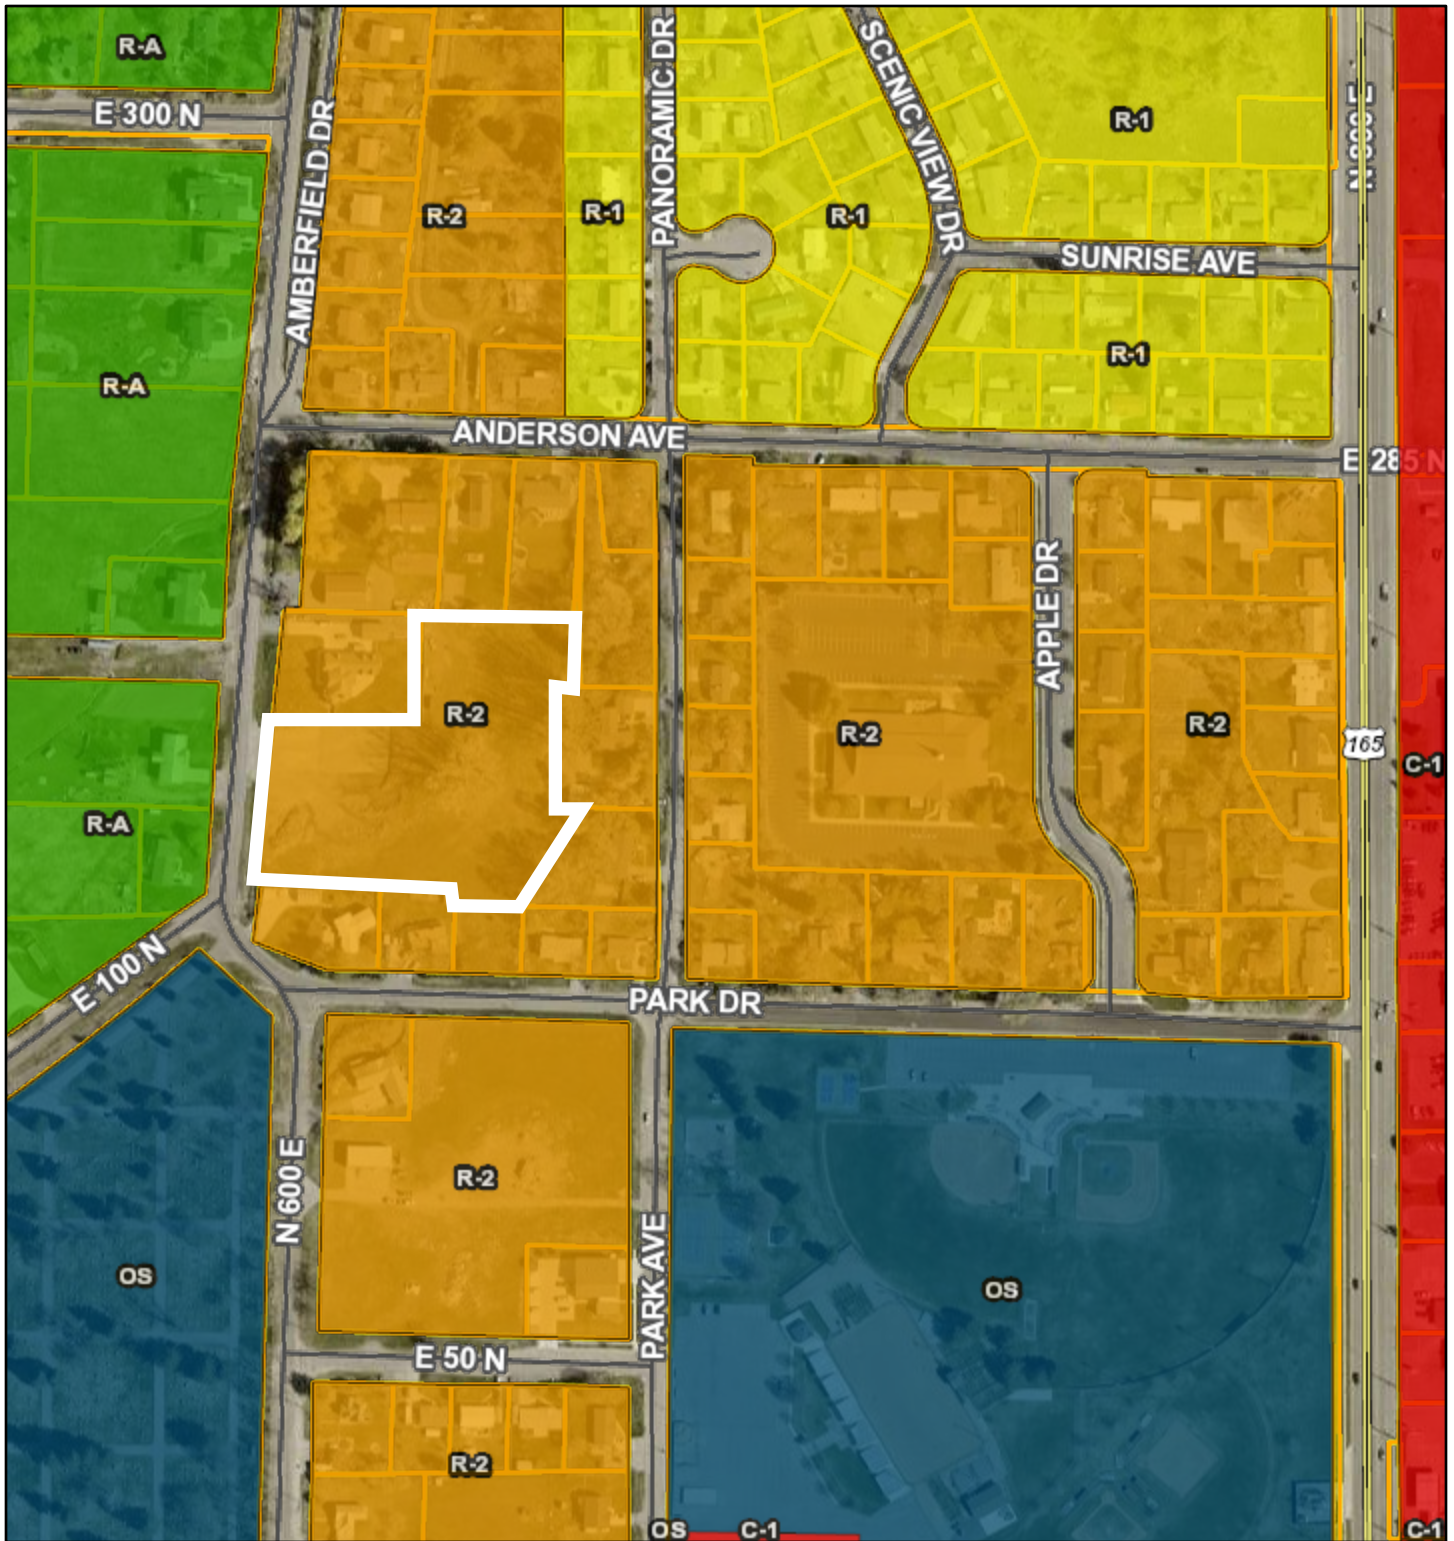 R-A
E 300 N
AMBERFIELD DR
R-2
R-1
PANORAMIC DR
SCENIC VIEW DR
R-1
R-1
SUNRISE AVE
R-A
R-1
ANDERSON AVE
E 285 N
APPLE DR
R-2
R-2
R-2
165
C-1
R-A
E 100 N
PARK DR
N 600 E
R-2
PARK AVE
OS
OS
E 50 N
R-2
OS
C-1
C-1